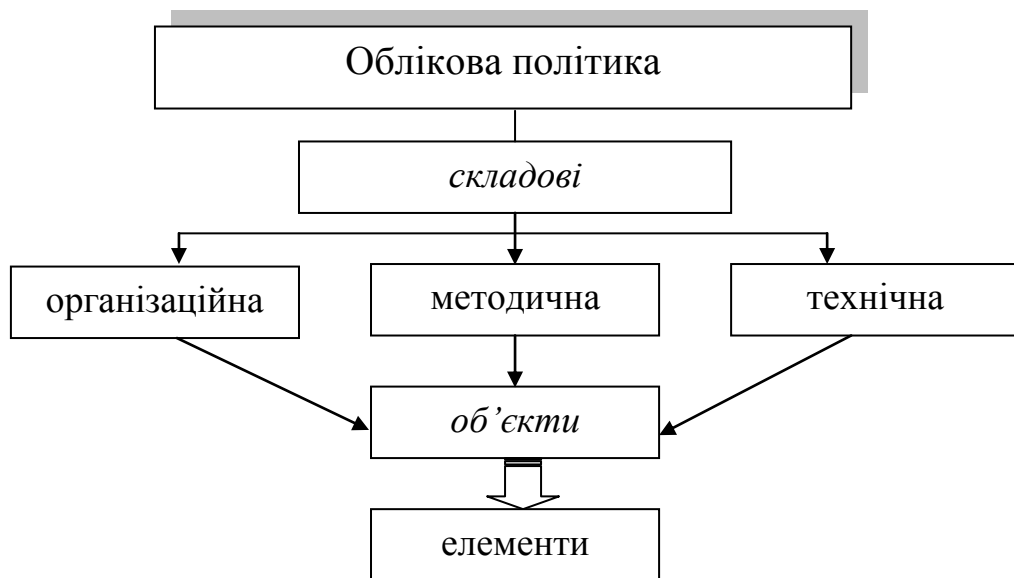 Облікова політика
складові
організаційна
методична
технічна
об’єкти
елементи